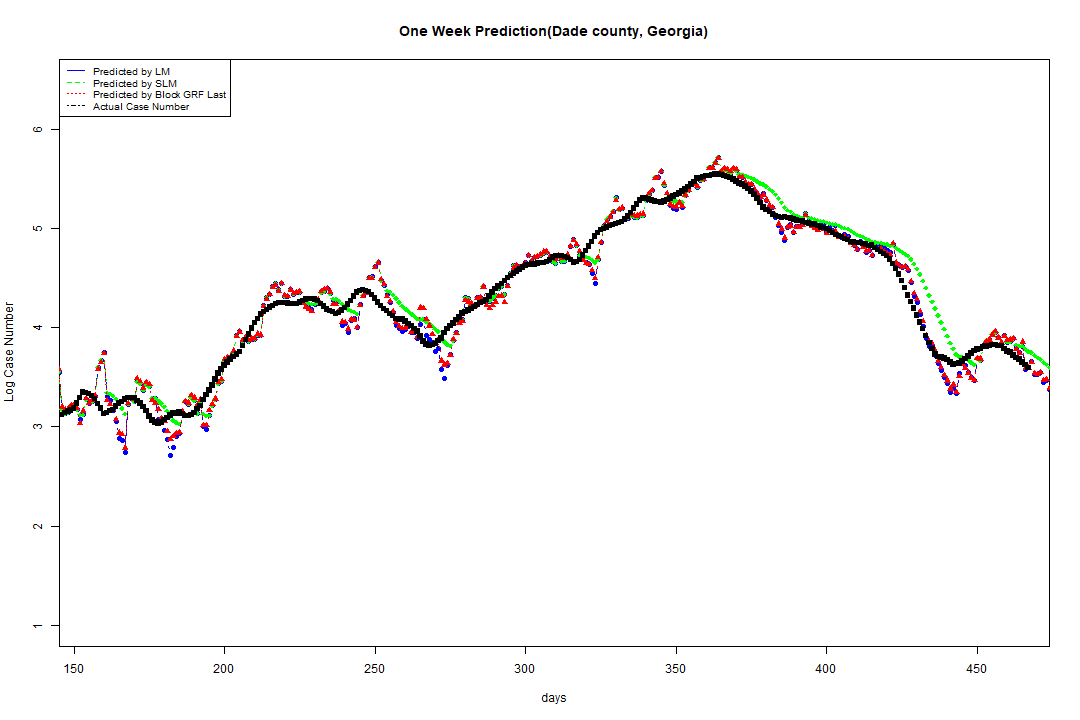 One Week Prediction(Dade county, Georgia)
Predicted by LM
Predicted by SLM
Predicted by Block GRF Last
Actual Case Number
6
5
4
3
2
1
Log Case Number
150 200 250 300 350 400 450
days